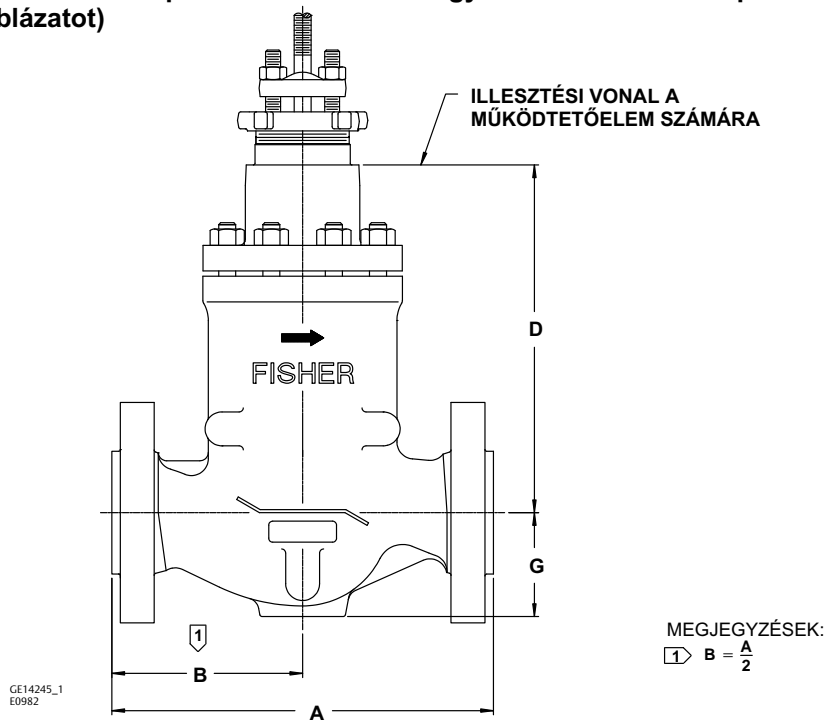 blázatot)
ILLESZTÉSI VONAL A
MŰKÖDTETŐELEM SZÁMÁRA
D
FISHER
G
1
B
A
MEGJEGYZÉSEK:
1 B = A/2
GE14245_1
E0982